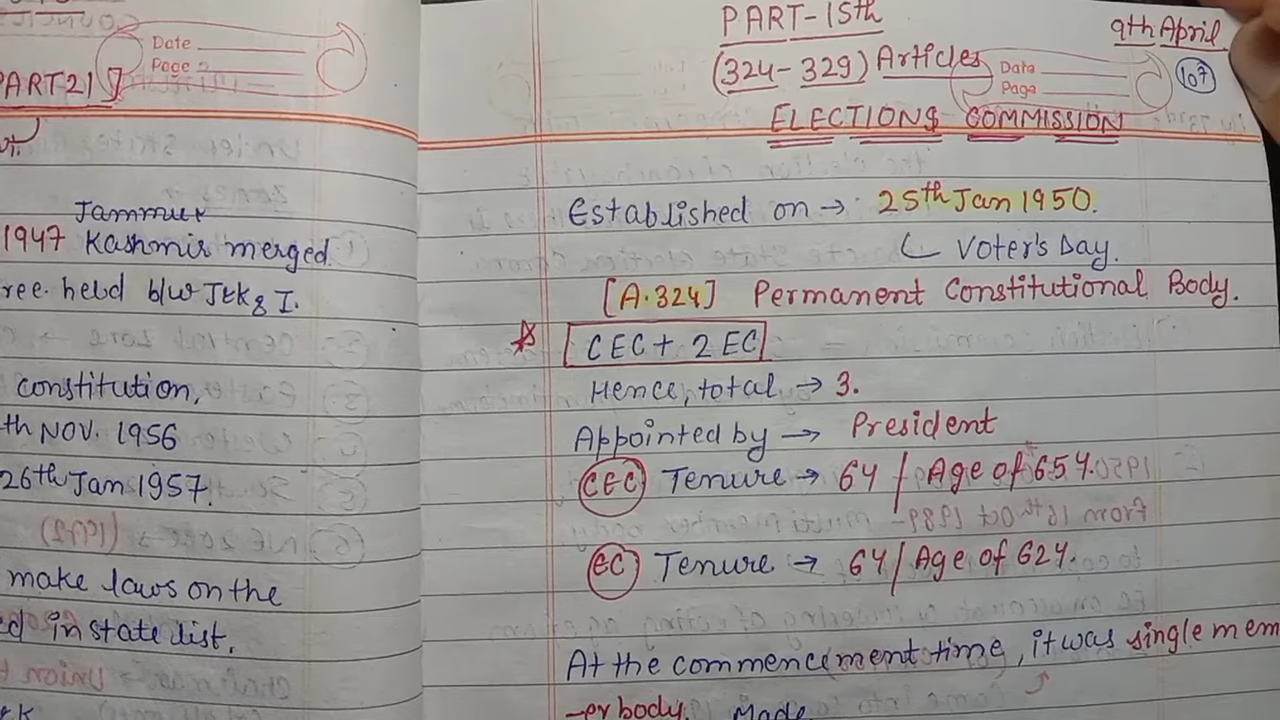 Date
Page
PART21]
Jammu &
1947 Kashmir merged.
ree. held b/w J&K & I.
constitution,
th NOV. 1956
26th Jan 1957.
make laws on the
d in state list.
PART-15th
9th April
(324-329) Articles
Date
Page
107
ELECTIONS COMMISSION
Established on → 25th Jan 1950.
Voter's Day.
[A.324] Permanent Constitutional Body.
CEC + 2 EC
Hence, total → 3.
Appointed by → President
CEC Tenure → 6Y / Age of 65Y.
EC Tenure → 6Y / Age of 62Y.
At the commencement time, it was single mem
-er body. Made